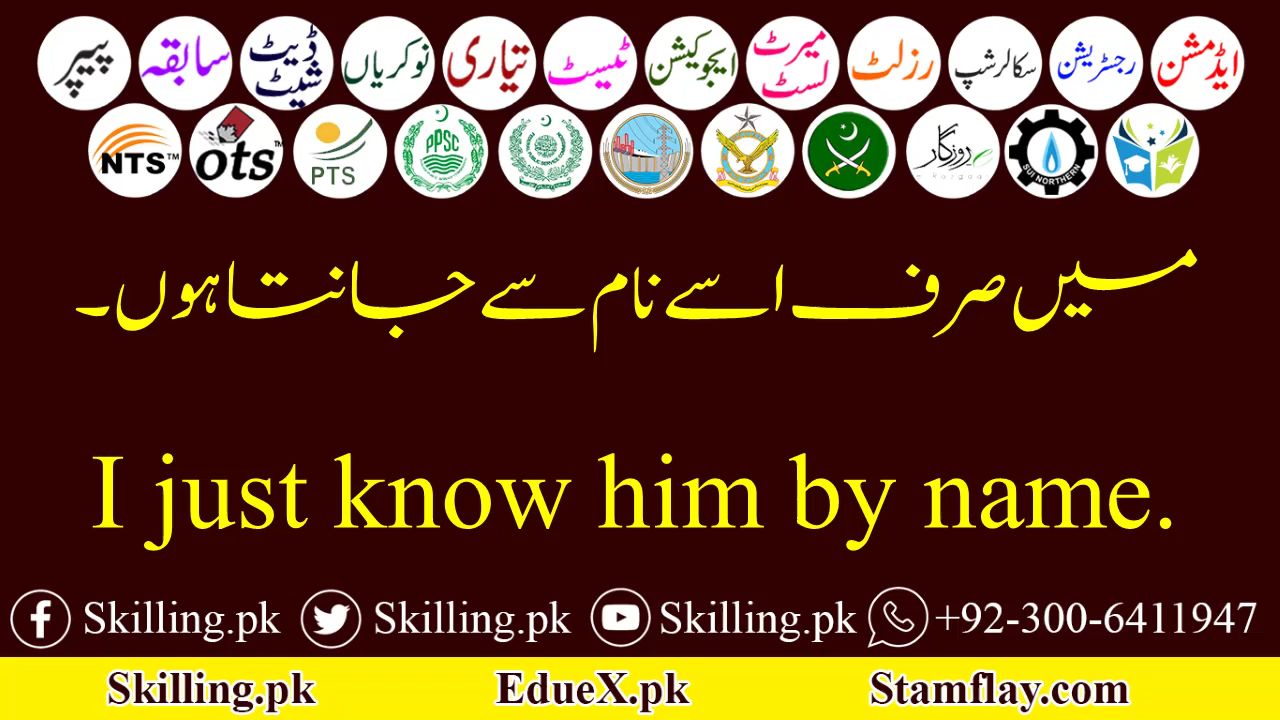 پیپر سابقہ ڈیٹ شیٹ نوکریاں تیاری ٹیسٹ ایجوکیشن میرٹ لسٹ رزلٹ سکالرشپ رجسٹریشن ایڈمشن
NTS™ ots™ PTS PPSC روزگار SUI NORTHERN
میں صرف اسے نام سے جانتا ہوں۔
I just know him by name.
Skilling.pk Skilling.pk Skilling.pk +92-300-6411947
Skilling.pk EdueX.pk Stamflay.com